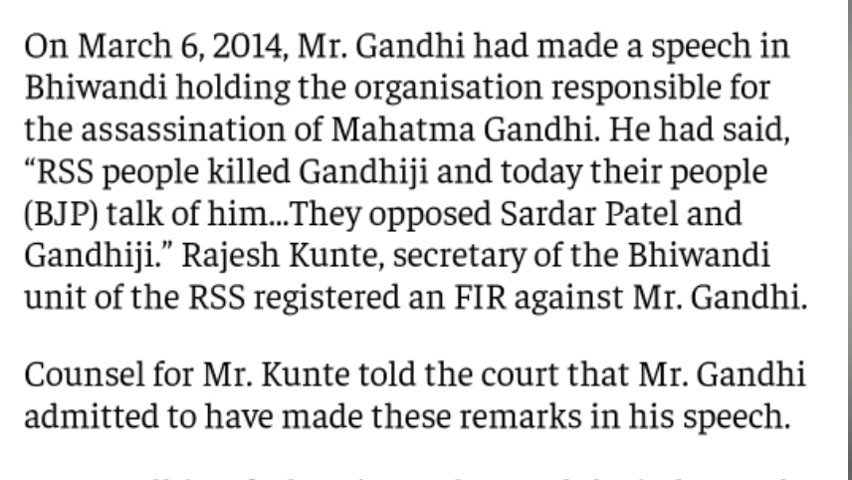 On March 6, 2014, Mr. Gandhi had made a speech in
Bhiwandi holding the organisation responsible for
the assassination of Mahatma Gandhi. He had said,
“RSS people killed Gandhiji and today their people
(BJP) talk of him...They opposed Sardar Patel and
Gandhiji.” Rajesh Kunte, secretary of the Bhiwandi
unit of the RSS registered an FIR against Mr. Gandhi.
Counsel for Mr. Kunte told the court that Mr. Gandhi
admitted to have made these remarks in his speech.